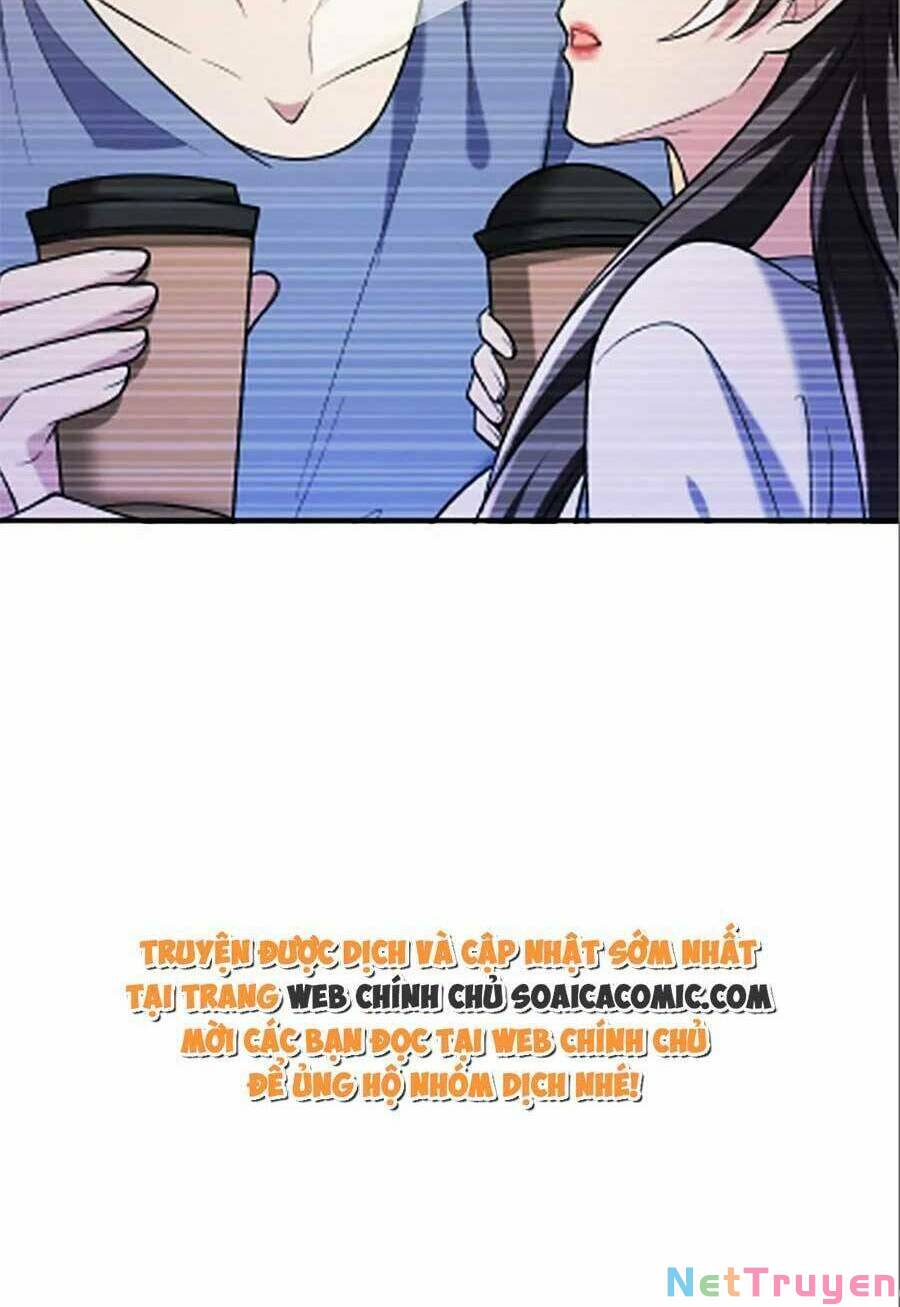 TRUYỆN ĐƯỢC DỊCH VÀ CẬP NHẬT SỚM NHẤT
TẠI TRANG WEB CHÍNH CHỦ SOAICACOMIC.COM
MỜI CÁC BẠN ĐỌC TẠI WEB CHÍNH CHỦ
ĐỂ ỦNG HỘ NHÓM DỊCH NHÉ!
NetTruyen